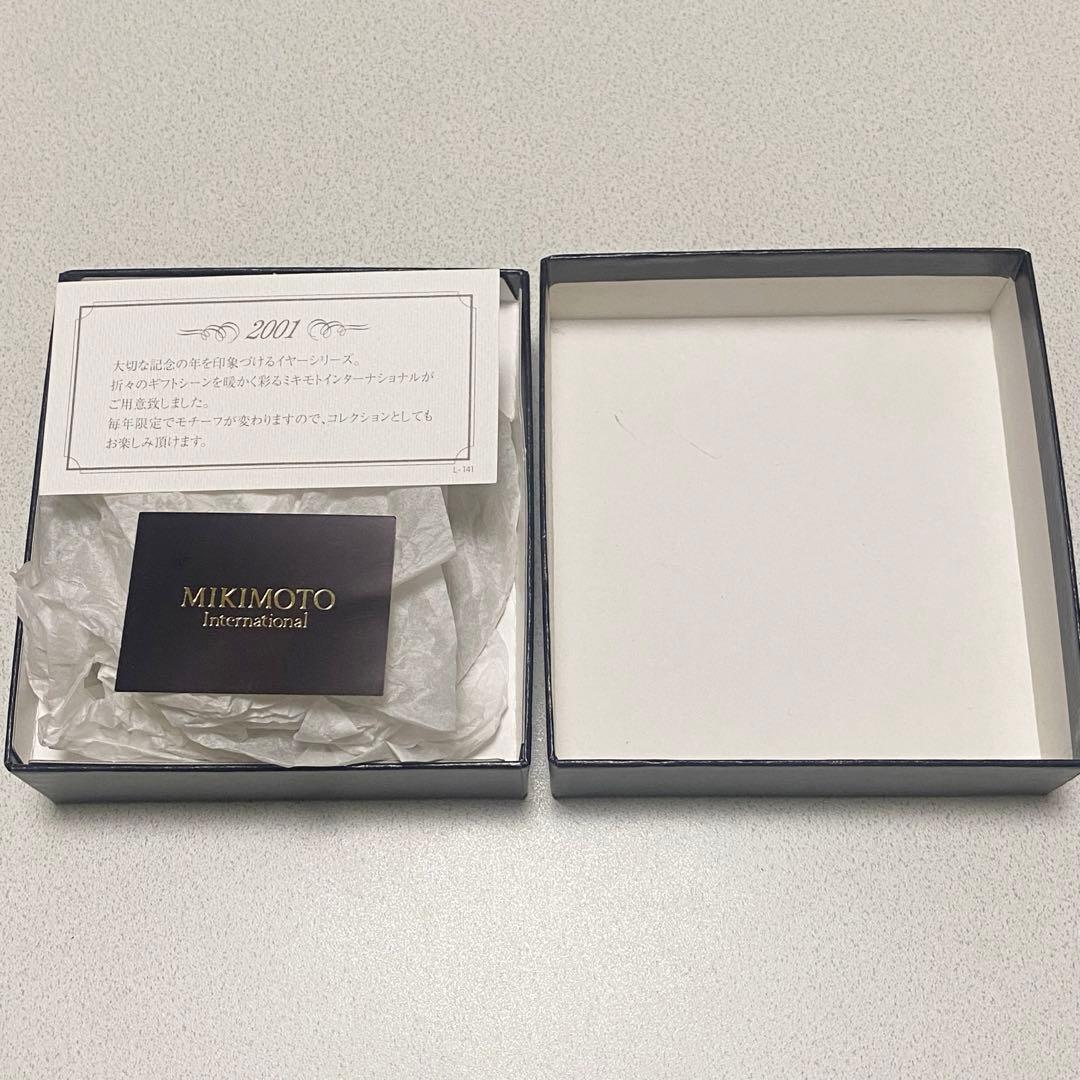 2001
大切な記念の年を印象づけるイヤーシリーズ。
折々のギフトシーンを暖かく彩るミキモトインターナショナルが
ご用意致しました。
毎年限定でモチーフが変わりますので、コレクションとしても
お楽しみ頂けます。
L-141
MIKIMOTO
International